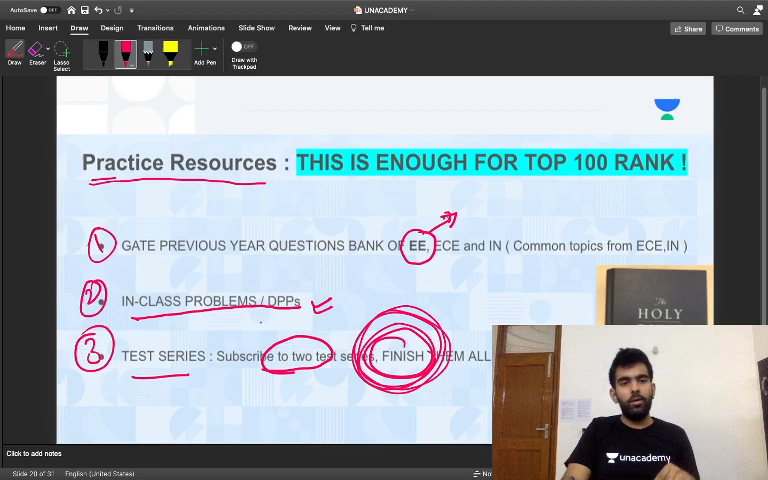 AutoSave OFF UNACADEMY
Home Insert Draw Design Transitions Animations Slide Show Review View Tell me Share Comments
Draw Eraser Lasso Select Add Pen OFF Draw with Trackpad
Practice Resources : THIS IS ENOUGH FOR TOP 100 RANK !
1 GATE PREVIOUS YEAR QUESTIONS BANK OF EE, ECE and IN ( Common topics from ECE,IN )
2 IN-CLASS PROBLEMS / DPPs
The
HOLY
3 TEST SERIES : Subscribe to two test series, FINISH THEM ALL
unacademy
Click to add notes
Slide 20 of 31 English (United States)